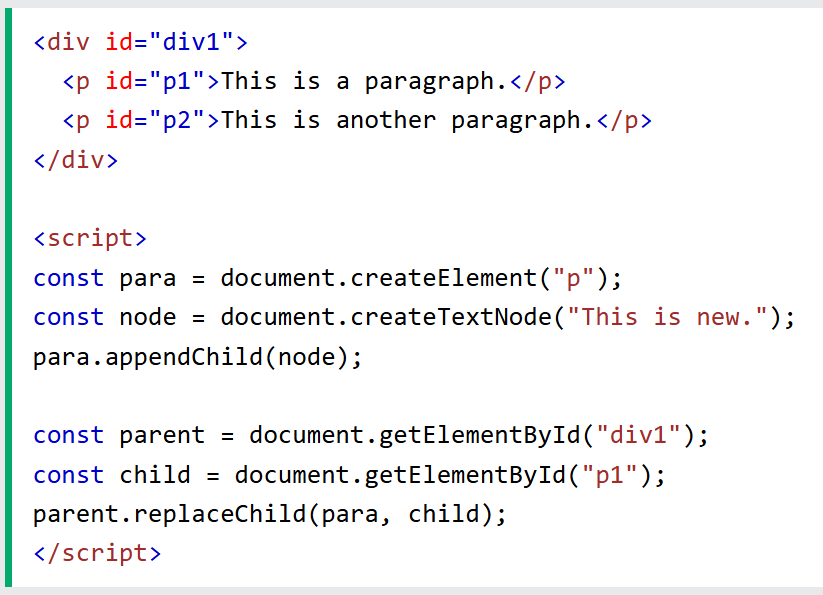 <div id="div1">
  <p id="p1">This is a paragraph.</p>
  <p id="p2">This is another paragraph.</p>
</div>

<script>
const para = document.createElement("p");
const node = document.createTextNode("This is new.");
para.appendChild(node);

const parent = document.getElementById("div1");
const child = document.getElementById("p1");
parent.replaceChild(para, child);
</script>